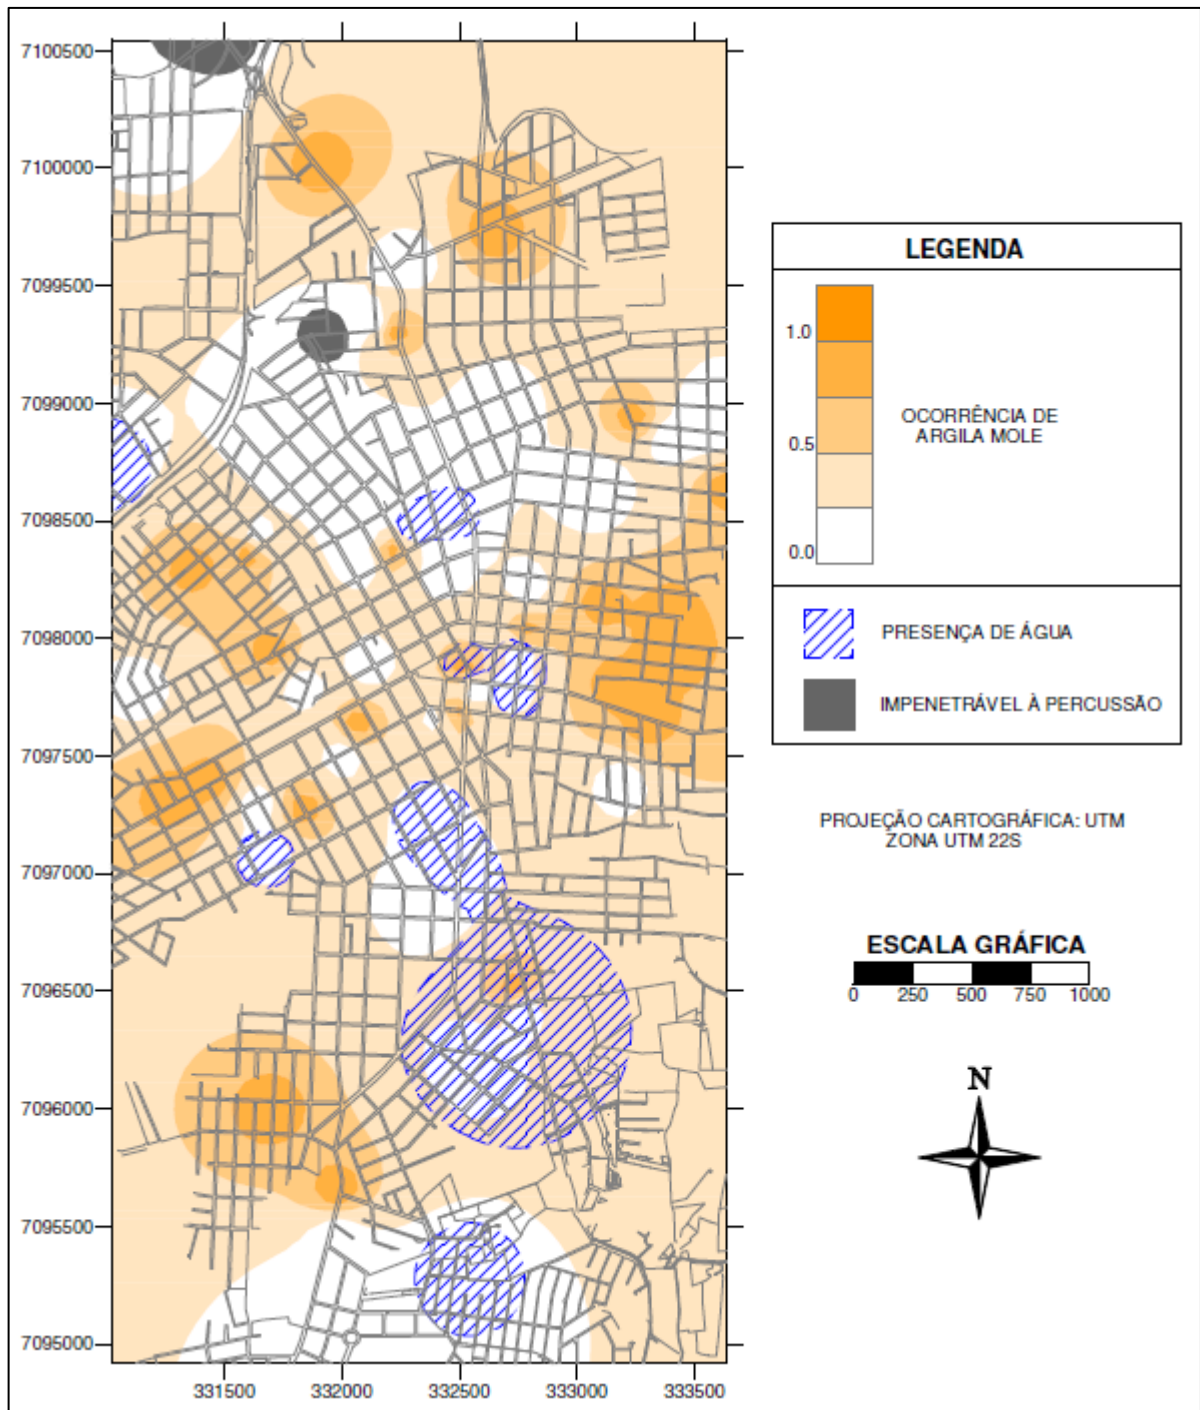 7100500
7100000
7099500
7099000
7098500
7098000
7097500
7097000
7096500
7096000
7095500
7095000
331500 332000 332500 333000 333500
LEGENDA
1.0
0.5
0.0
OCORRÊNCIA DE
ARGILA MOLE
PRESENÇA DE ÁGUA
IMPENETRÁVEL À PERCUSSÃO
PROJEÇÃO CARTOGRÁFICA: UTM
ZONA UTM 22S
ESCALA GRÁFICA
0 250 500 750 1000
N